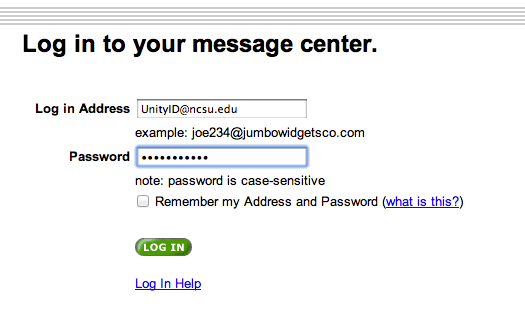 Log in to your message center.
Log in Address UnityID@ncsu.edu
example: joe234@jumbowidgetsco.com
Password •••••••••••
note: password is case-sensitive
Remember my Address and Password (what is this?)
LOG IN
Log In Help